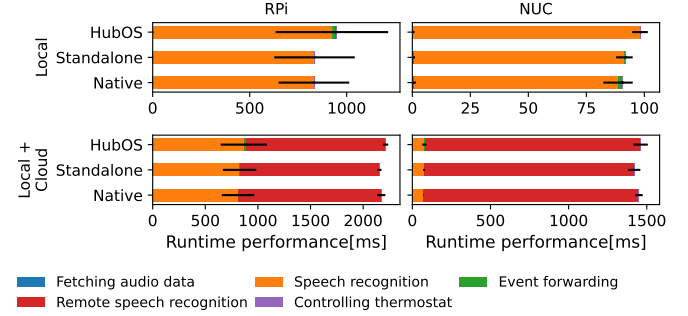 RPi NUC
Local
HubOS
Standalone
Native
0 500 1000 0 25 50 75 100
Local +
Cloud
HubOS
Standalone
Native
0 500 1000 1500 2000 0 500 1000 1500
Runtime performance[ms] Runtime performance[ms]
Fetching audio data Speech recognition Event forwarding
Remote speech recognition Controlling thermostat